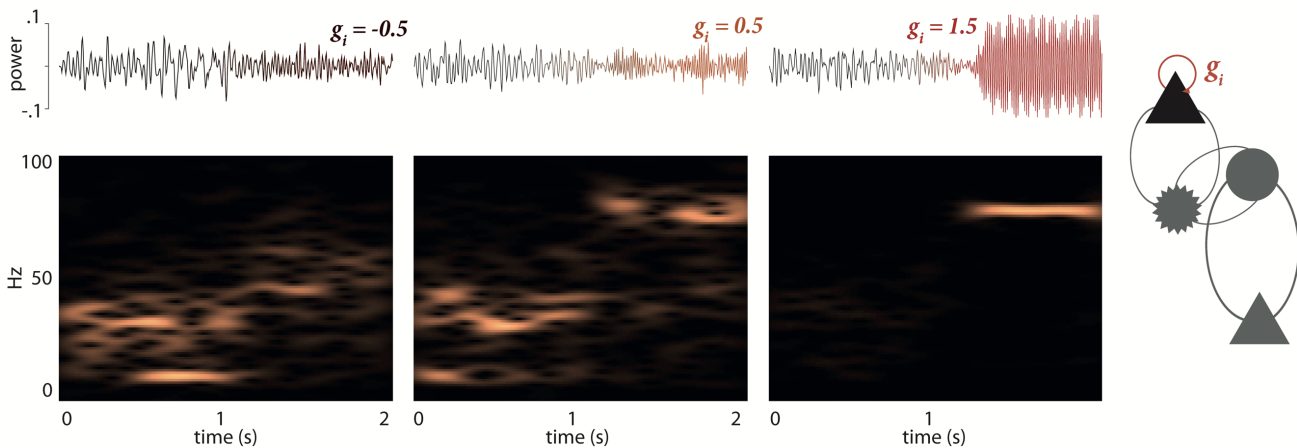 .1
power
-.1
g_i = -0.5
g_i = 0.5
g_i = 1.5
g_i
100
Hz
50
0
0 1 2
time (s)
0 1 2
time (s)
1
time (s)